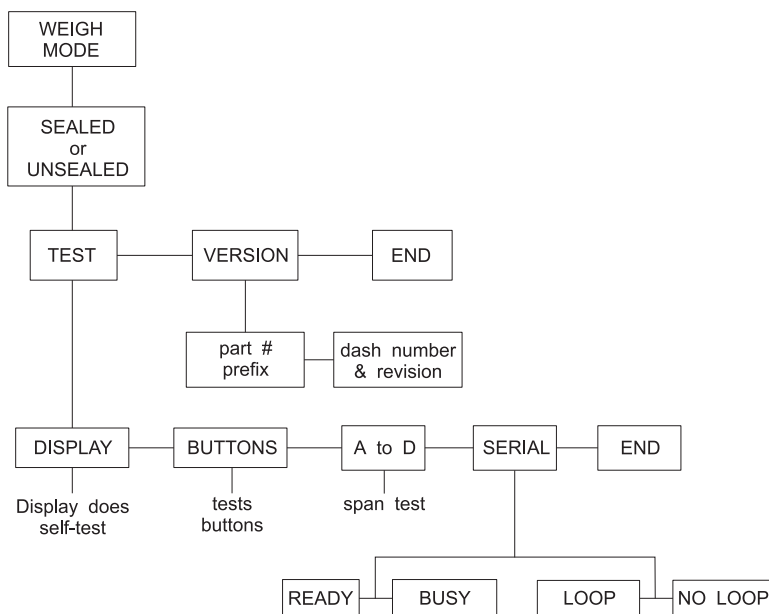 WEIGH
MODE
SEALED
or
UNSEALED
TEST
VERSION
END
part #
prefix
dash number
& revision
DISPLAY
BUTTONS
A to D
SERIAL
END
Display does
self-test
tests
buttons
span test
READY
BUSY
LOOP
NO LOOP